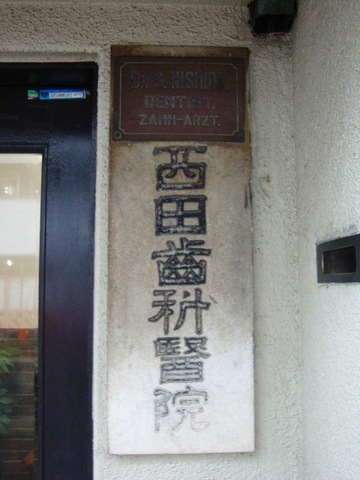 Dr. S. NISHIDA.
DENTIST.
ZAHN-ARZT.
西田齒科醫院